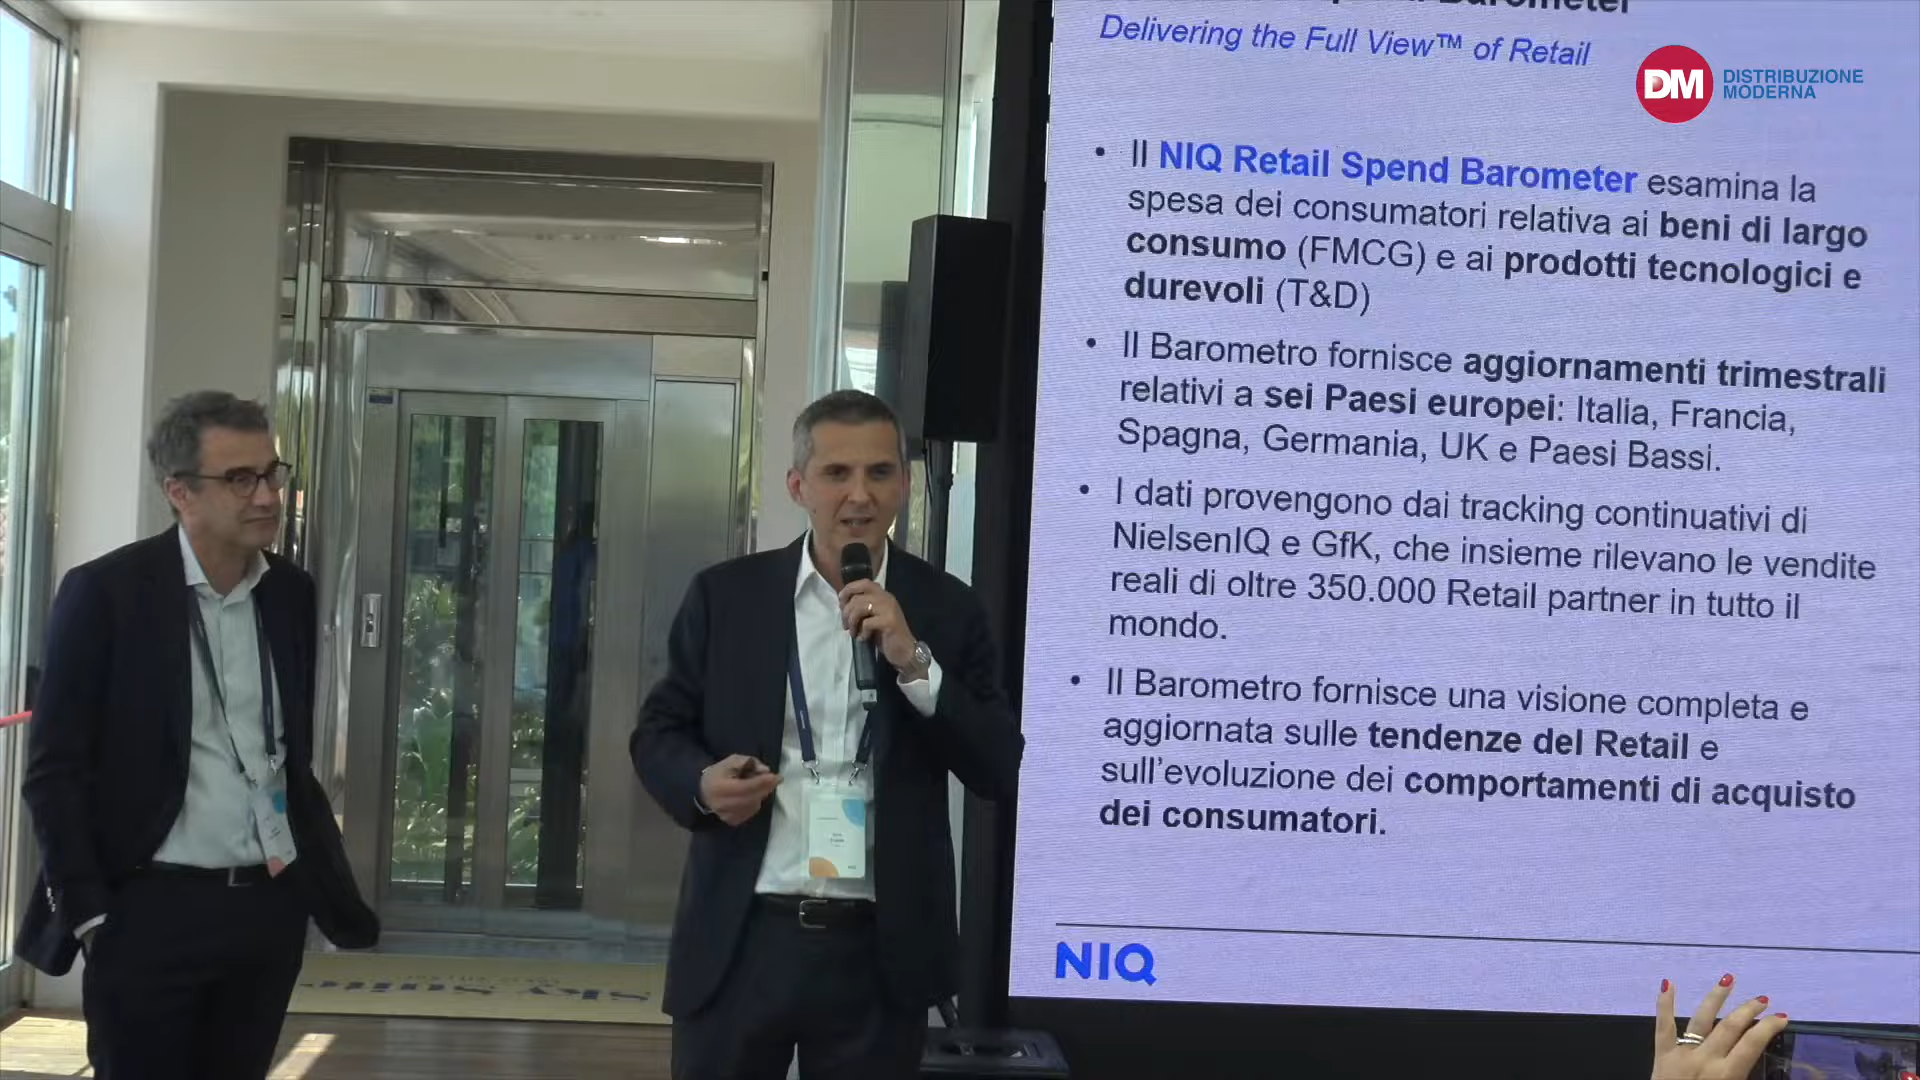 Barometer
Delivering the Full View™ of Retail
DM DISTRIBUZIONE
MODERNA
• Il NIQ Retail Spend Barometer esamina la
spesa dei consumatori relativa ai beni di largo
consumo (FMCG) e ai prodotti tecnologici e
durevoli (T&D)
• Il Barometro fornisce aggiornamenti trimestrali
relativi a sei Paesi europei: Italia, Francia,
Spagna, Germania, UK e Paesi Bassi.
• I dati provengono dai tracking continuativi di
NielsenIQ e GfK, che insieme rilevano le vendite
reali di oltre 350.000 Retail partner in tutto il
mondo.
• Il Barometro fornisce una visione completa e
aggiornata sulle tendenze del Retail e
sull'evoluzione dei comportamenti di acquisto
dei consumatori.
NIQ
sky suite